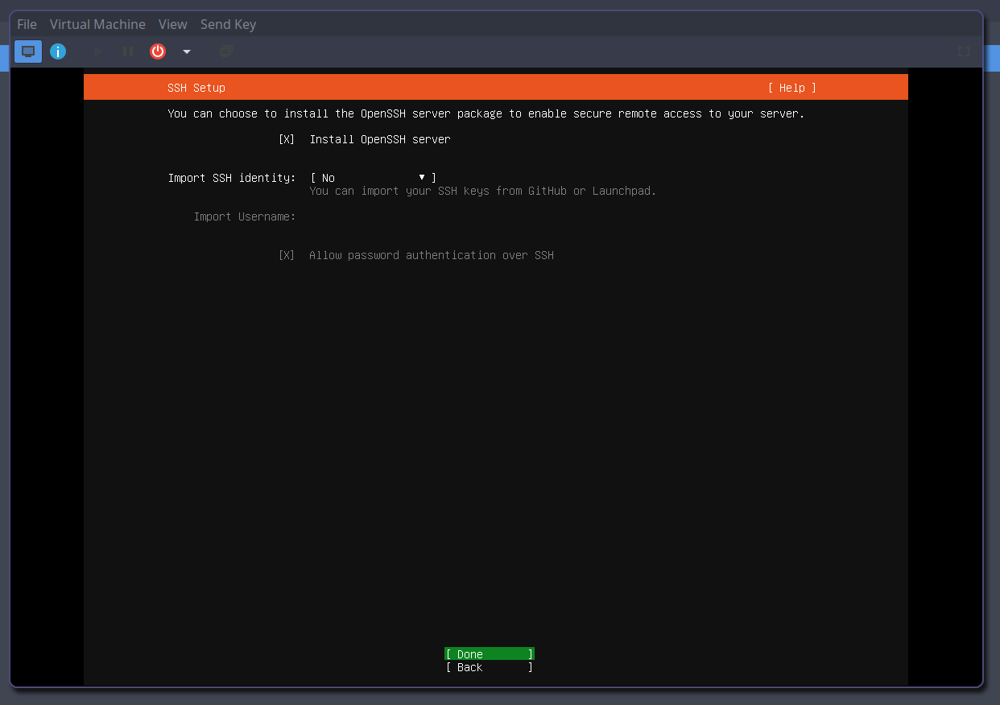 File Virtual Machine View Send Key
SSH Setup [ Help ]
You can choose to install the OpenSSH server package to enable secure remote access to your server.
[X] Install OpenSSH server
Import SSH identity: [ No ▼ ]
You can import your SSH keys from GitHub or Launchpad.
Import Username:
[X] Allow password authentication over SSH
[ Done ]
[ Back ]